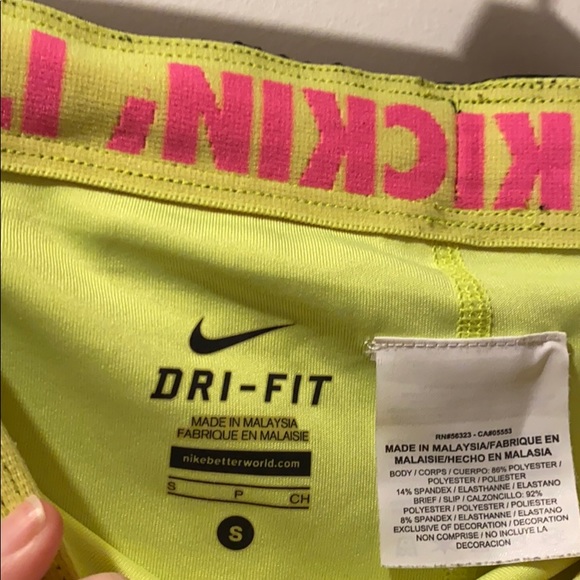 KICKIN'
DRI-FIT
MADE IN MALAYSIA
FABRIQUE EN MALAISIE
nikebetterworld.com
S P CH
S
RN#56323 - CA#05553
MADE IN MALAYSIA/FABRIQUE EN
MALAISIE/HECHO EN MALASIA
BODY / CORPS / CUERPO: 86% POLYESTER /
POLYESTER / POLIESTER
14% SPANDEX / ELASTHANNE / ELASTANO
BRIEF / SLIP / CALZONCILLO: 92%
POLYESTER / POLYESTER / POLIESTER
8% SPANDEX / ELASTHANNE / ELASTANO
EXCLUSIVE OF DECORATION / DECORATION
NON COMPRISE / NO INCLUYE DECORACION